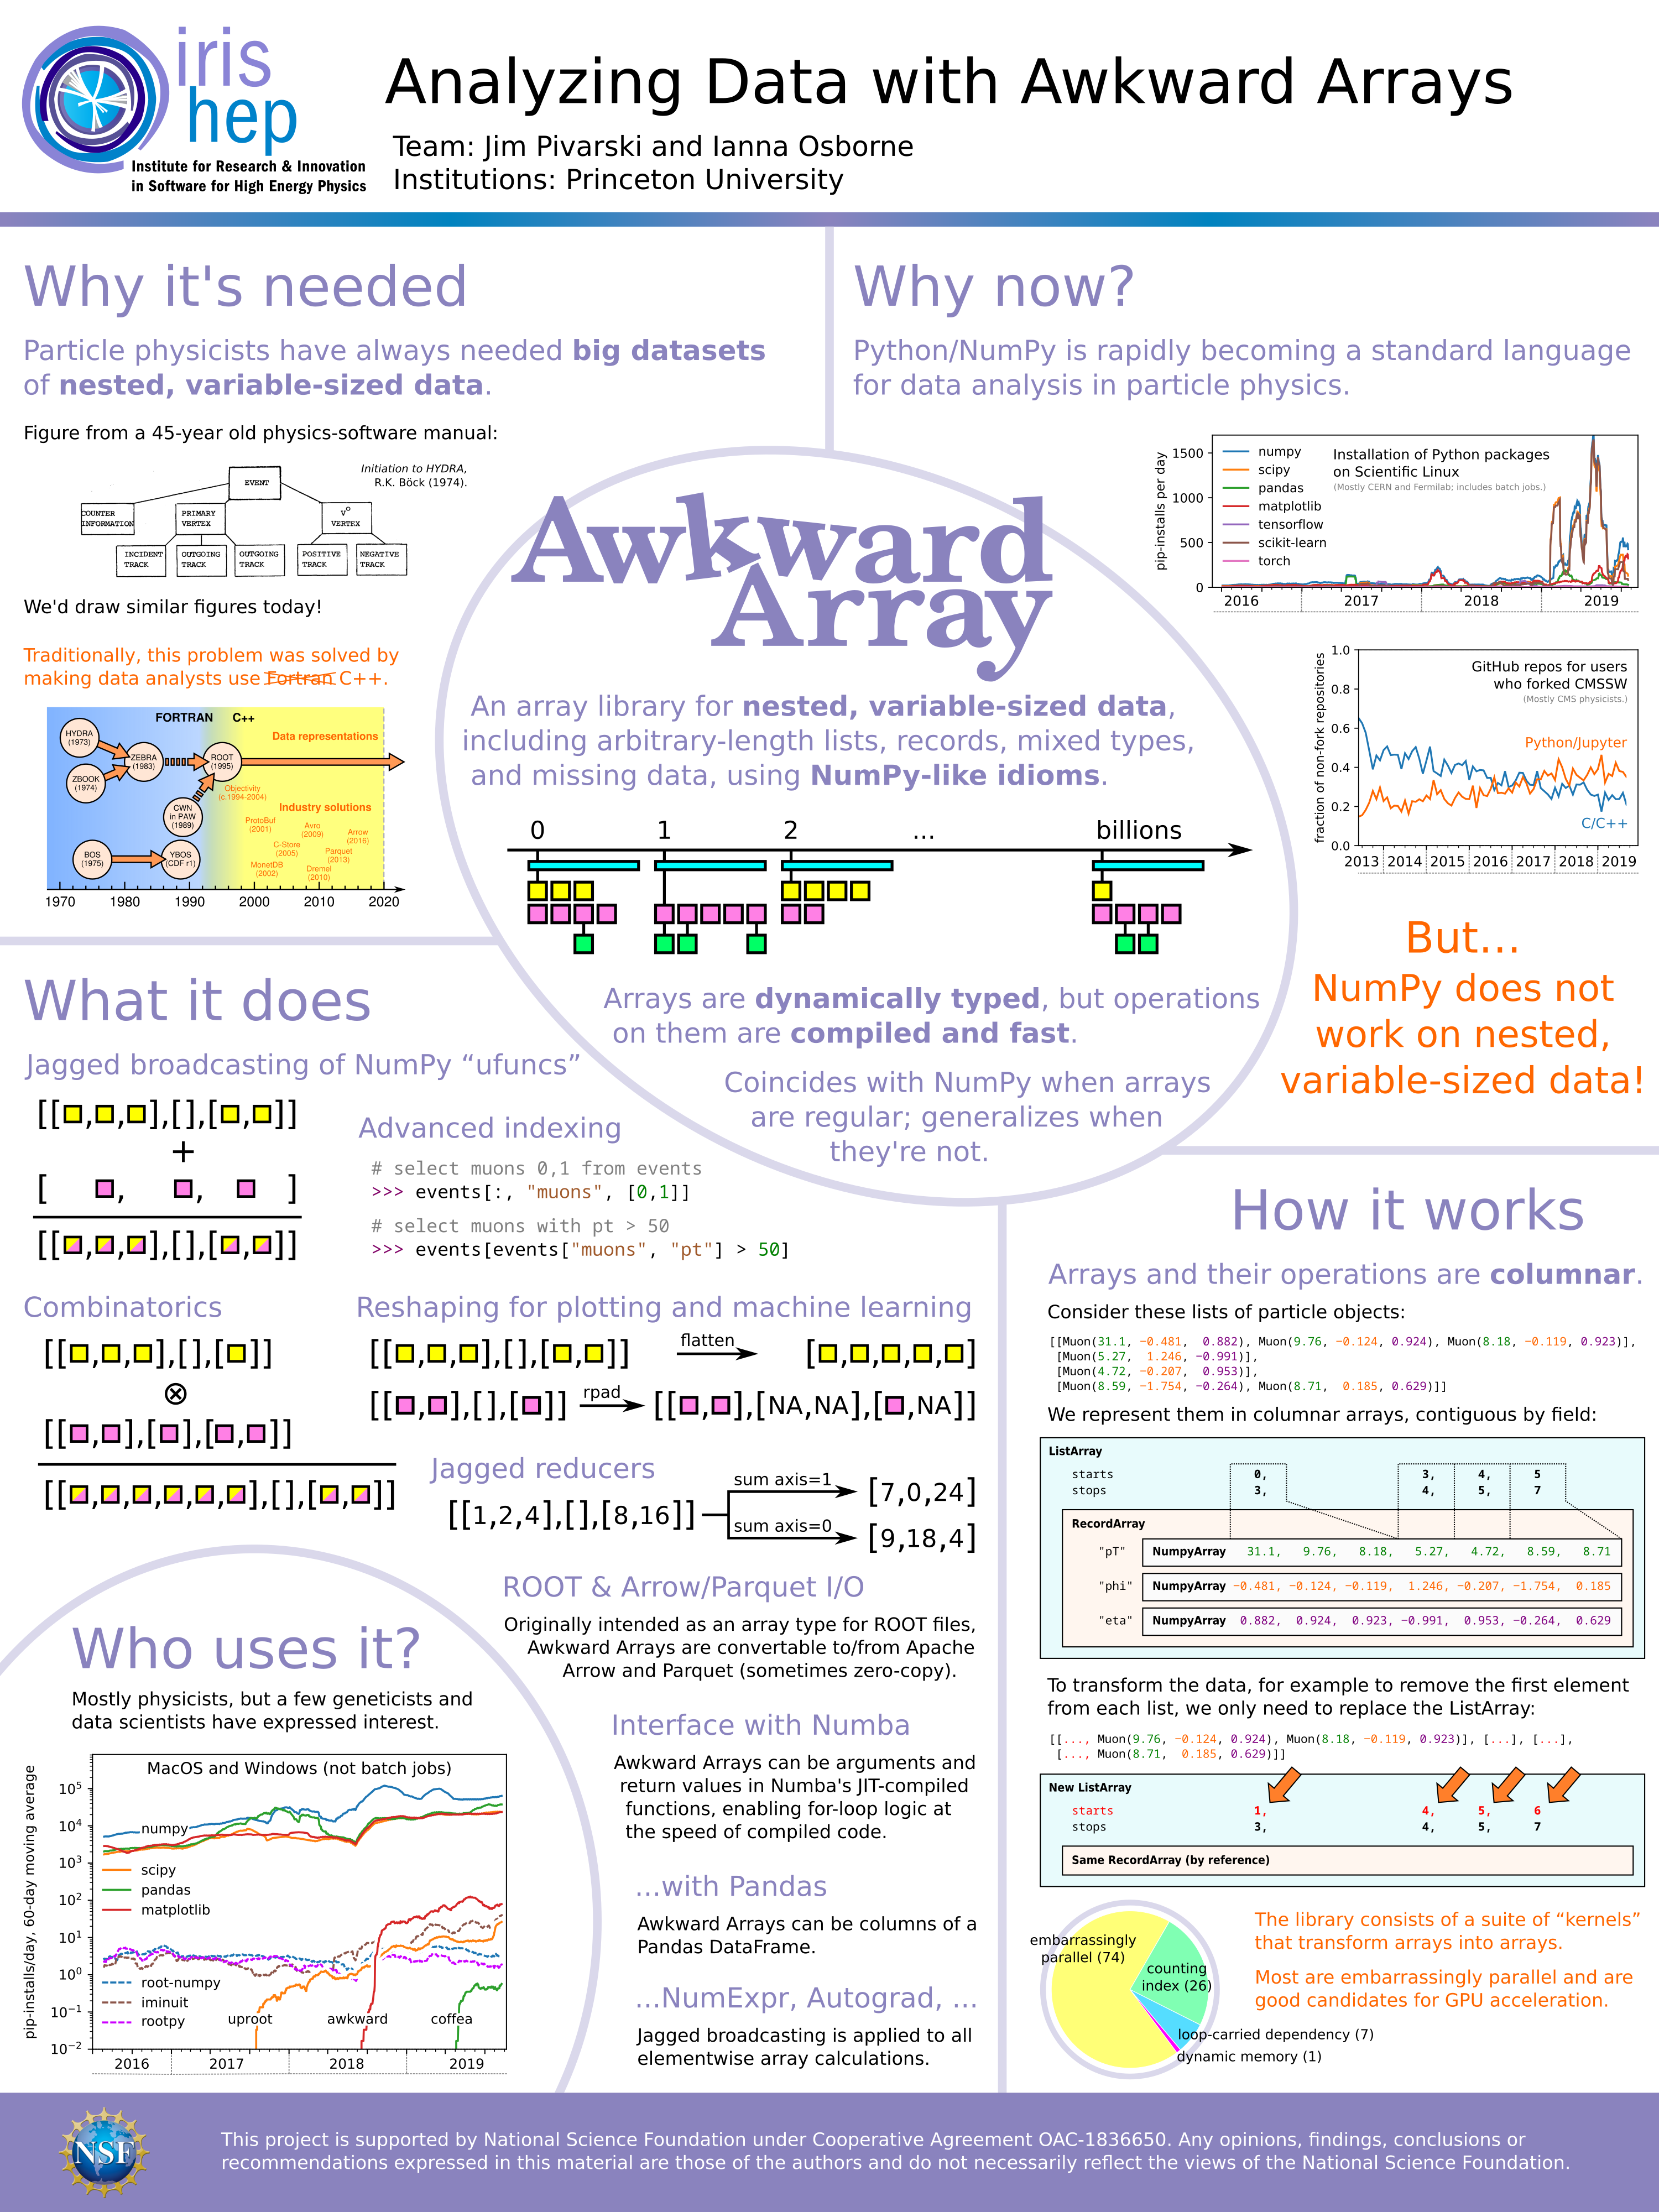 iris
hep
Institute for Research & Innovation
in Software for High Energy Physics
Analyzing Data with Awkward Arrays
Team: Jim Pivarski and Ianna Osborne
Institutions: Princeton University
Why it's needed
Particle physicists have always needed big datasets
of nested, variable-sized data.
Figure from a 45-year old physics-software manual:
Initiation to HYDRA,
R.K. Böck (1974).
EVENT
COUNTER
INFORMATION
PRIMARY
VERTEX
V⁰
VERTEX
INCIDENT
TRACK
OUTGOING
TRACK
OUTGOING
TRACK
POSITIVE
TRACK
NEGATIVE
TRACK
We'd draw similar figures today!
Traditionally, this problem was solved by
making data analysts use Fortran C++.
FORTRAN C++
Data representations
HYDRA
(1973)
ZBOOK
(1974)
ZEBRA
(1983)
ROOT
(1995)
CWN
in PAW
(1989)
BOS
(1975)
YBOS
(CDF r1)
Objectivity
(c.1994-2004)
Industry solutions
ProtoBuf
(2001)
Avro
(2009)
Arrow
(2016)
C-Store
(2005)
Parquet
(2013)
MonetDB
(2002)
Dremel
(2010)
1970 1980 1990 2000 2010 2020
Why now?
Python/NumPy is rapidly becoming a standard language
for data analysis in particle physics.
pip-installs per day
1500
1000
500
0
numpy
scipy
pandas
matplotlib
tensorflow
scikit-learn
torch
Installation of Python packages
on Scientific Linux
(Mostly CERN and Fermilab; includes batch jobs.)
2016 2017 2018 2019
fraction of non-fork repositories
1.0
0.8
0.6
0.4
0.2
0.0
GitHub repos for users
who forked CMSSW
(Mostly CMS physicists.)
Python/Jupyter
C/C++
2013 2014 2015 2016 2017 2018 2019
But...
NumPy does not
work on nested,
variable-sized data!
Awkward
Array
An array library for nested, variable-sized data,
including arbitrary-length lists, records, mixed types,
and missing data, using NumPy-like idioms.
0 1 2 ... billions
Arrays are dynamically typed, but operations
on them are compiled and fast.
Coincides with NumPy when arrays
are regular; generalizes when
they're not.
What it does
Jagged broadcasting of NumPy “ufuncs”
[[ , , ],[],[ , ]]
+
[ , , ]
[[ , , ],[],[ , ]]
Advanced indexing
# select muons 0,1 from events
>>> events[:, "muons", [0,1]]
# select muons with pt > 50
>>> events[events["muons", "pt"] > 50]
Combinatorics
[[ , , ],[],[ ]]
⊗
[[ , ],[ ],[ , ]]
[[ , , , , , ],[],[ , ]]
Reshaping for plotting and machine learning
[[ , , ],[],[ , ]] flatten [ , , , , ]
[[ , ],[],[ ]] rpad [[ , ],[NA,NA],[ ,NA]]
Jagged reducers
[[1,2,4],[],[8,16]]
sum axis=1 [7,0,24]
sum axis=0 [9,18,4]
ROOT & Arrow/Parquet I/O
Originally intended as an array type for ROOT files,
Awkward Arrays are convertable to/from Apache
Arrow and Parquet (sometimes zero-copy).
Interface with Numba
Awkward Arrays can be arguments and
return values in Numba's JIT-compiled
functions, enabling for-loop logic at
the speed of compiled code.
...with Pandas
Awkward Arrays can be columns of a
Pandas DataFrame.
...NumExpr, Autograd, ...
Jagged broadcasting is applied to all
elementwise array calculations.
Who uses it?
Mostly physicists, but a few geneticists and
data scientists have expressed interest.
pip-installs/day, 60-day moving average
MacOS and Windows (not batch jobs)
10⁵
10⁴
10³
10²
10¹
10⁰
10⁻¹
10⁻²
numpy
scipy
pandas
matplotlib
root-numpy
iminuit
rootpy
uproot
awkward
coffea
2016 2017 2018 2019
How it works
Arrays and their operations are columnar.
Consider these lists of particle objects:
[[Muon(31.1, −0.481, 0.882), Muon(9.76, −0.124, 0.924), Muon(8.18, −0.119, 0.923)],
[Muon(5.27, 1.246, −0.991)],
[Muon(4.72, −0.207, 0.953)],
[Muon(8.59, −1.754, −0.264), Muon(8.71, 0.185, 0.629)]]
We represent them in columnar arrays, contiguous by field:
ListArray
starts 0, 3, 4, 5
stops 3, 4, 5, 7
RecordArray
"pT" NumpyArray 31.1, 9.76, 8.18, 5.27, 4.72, 8.59, 8.71
"phi" NumpyArray −0.481, −0.124, −0.119, 1.246, −0.207, −1.754, 0.185
"eta" NumpyArray 0.882, 0.924, 0.923, −0.991, 0.953, −0.264, 0.629
To transform the data, for example to remove the first element
from each list, we only need to replace the ListArray:
[[..., Muon(9.76, −0.124, 0.924), Muon(8.18, −0.119, 0.923)], [...], [...],
[..., Muon(8.71, 0.185, 0.629)]]
New ListArray
starts 1, 4, 5, 6
stops 3, 4, 5, 7
Same RecordArray (by reference)
embarrassingly
parallel (74)
counting
index (26)
loop-carried dependency (7)
dynamic memory (1)
The library consists of a suite of “kernels”
that transform arrays into arrays.
Most are embarrassingly parallel and are
good candidates for GPU acceleration.
NSF
This project is supported by National Science Foundation under Cooperative Agreement OAC-1836650. Any opinions, findings, conclusions or
recommendations expressed in this material are those of the authors and do not necessarily reflect the views of the National Science Foundation.